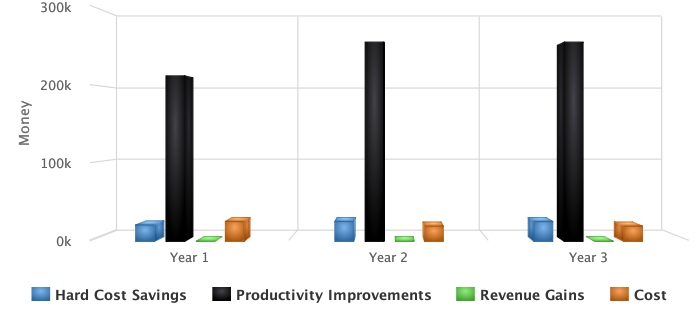 300k
200k
100k
0k
Money
Year 1 Year 2 Year 3
Hard Cost Savings Productivity Improvements Revenue Gains Cost